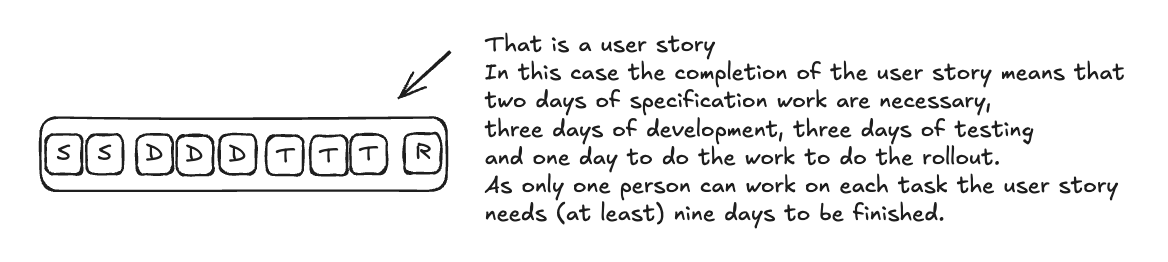 S S D D D T T T R
That is a user story
In this case the completion of the user story means that
two days of specification work are necessary,
three days of development, three days of testing
and one day to do the work to do the rollout.
As only one person can work on each task the user story
needs (at least) nine days to be finished.